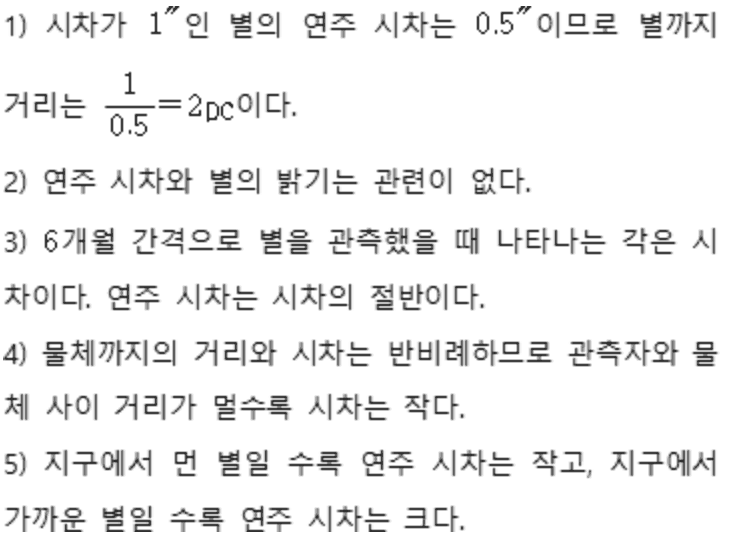 1) 시차가 1″인 별의 연주 시차는 0.5″이므로 별까지
거리는 1/0.5=2pc이다.
2) 연주 시차와 별의 밝기는 관련이 없다.
3) 6개월 간격으로 별을 관측했을 때 나타나는 각은 시
차이다. 연주 시차는 시차의 절반이다.
4) 물체까지의 거리와 시차는 반비례하므로 관측자와 물
체 사이 거리가 멀수록 시차는 작다.
5) 지구에서 먼 별일 수록 연주 시차는 작고, 지구에서
가까운 별일 수록 연주 시차는 크다.